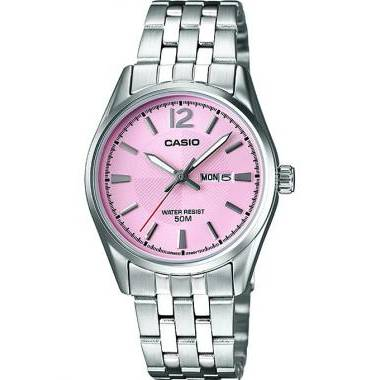 12
CASIO
MON 5
WATER RESIST
50M